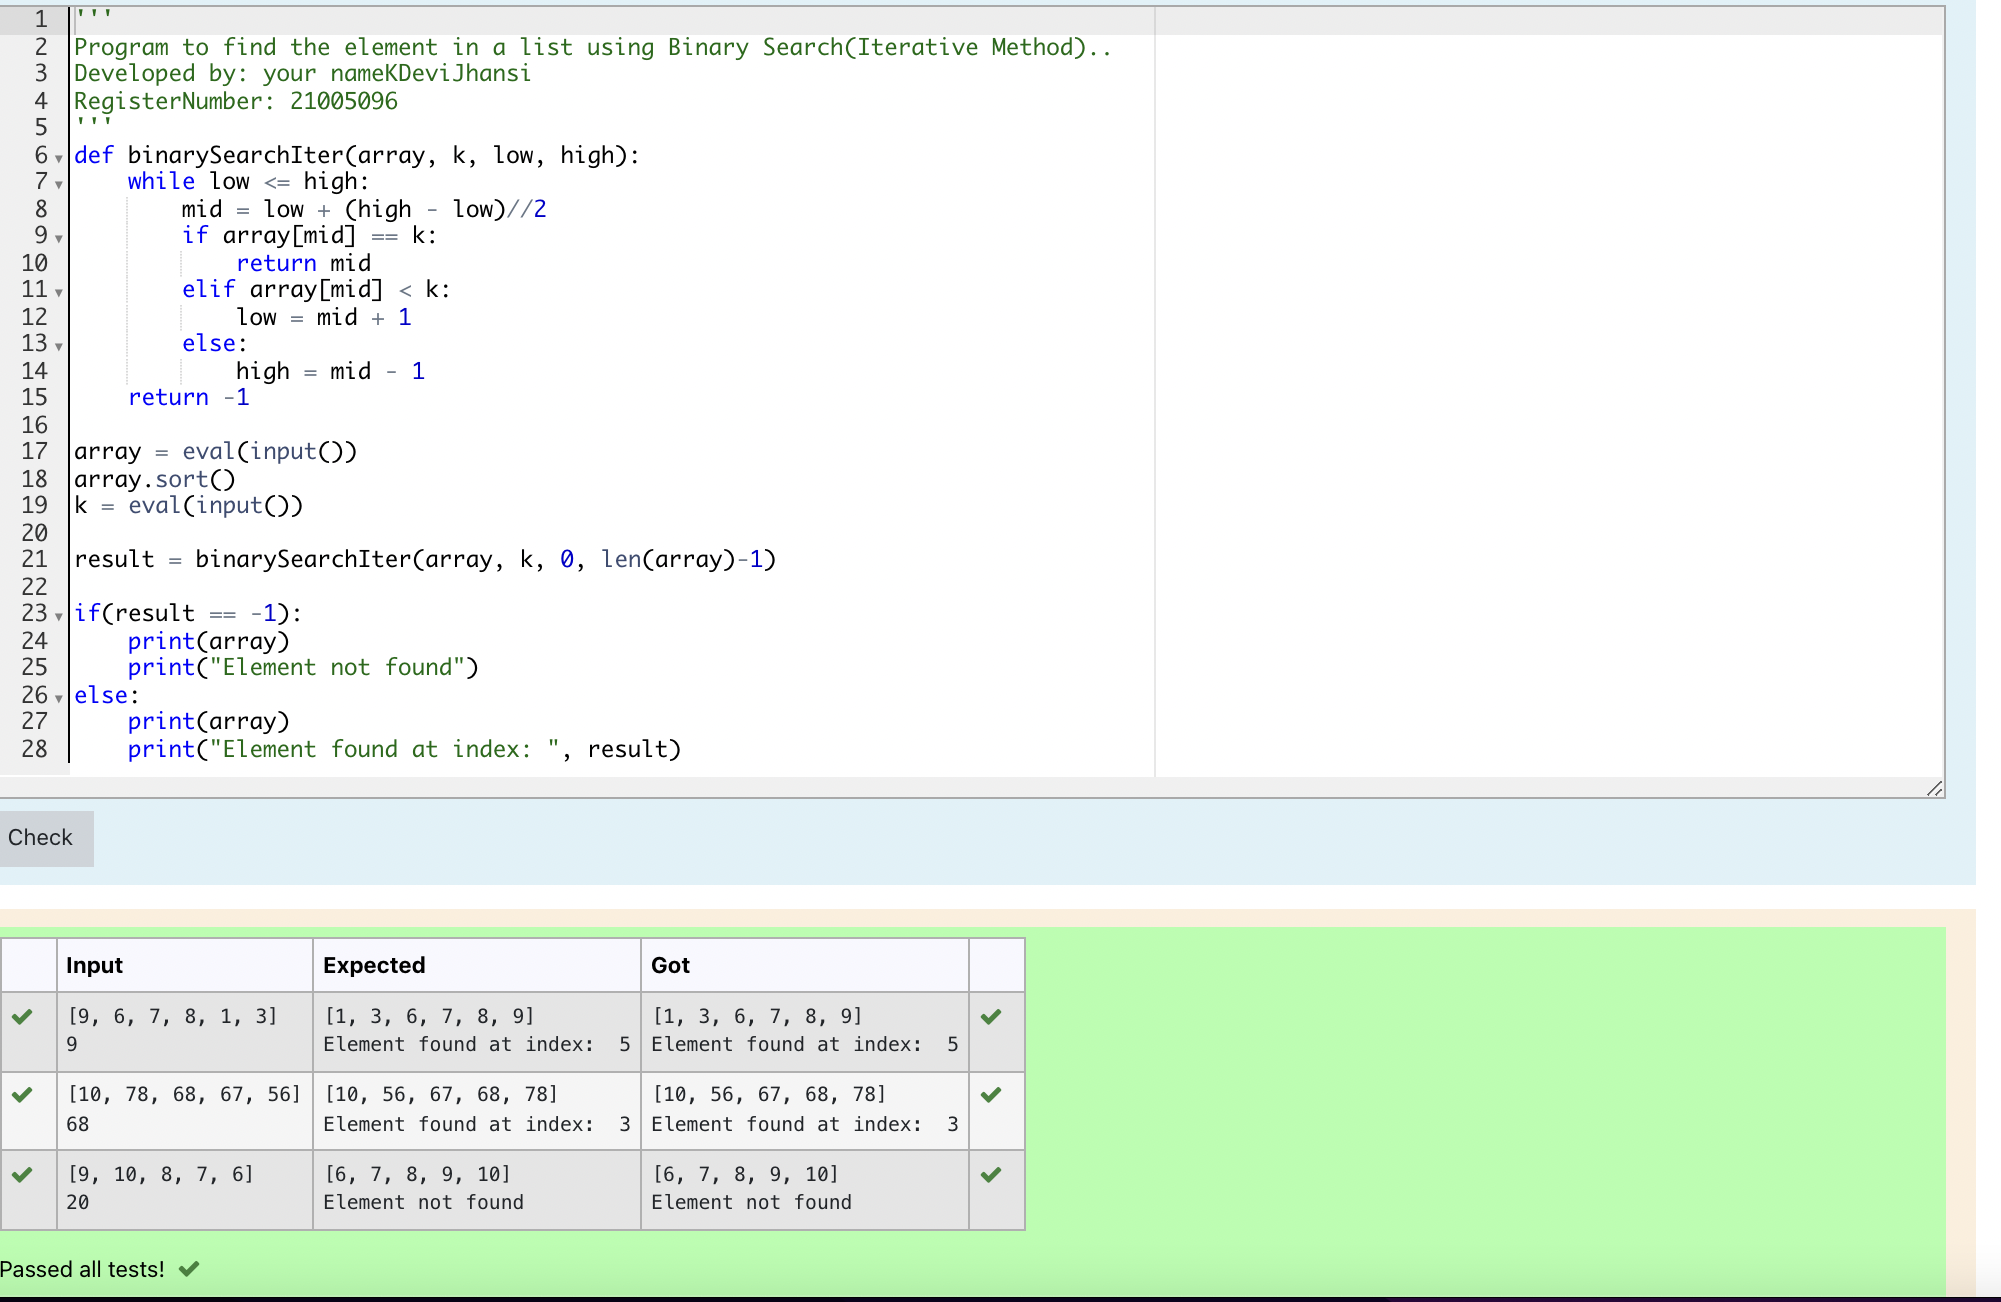 1 '''
2 Program to find the element in a list using Binary Search(Iterative Method)..
3 Developed by: your nameKDeviJhansi
4 RegisterNumber: 21005096
5 '''
6 def binarySearchIter(array, k, low, high):
7     while low <= high:
8         mid = low + (high - low)//2
9         if array[mid] == k:
10             return mid
11         elif array[mid] < k:
12             low = mid + 1
13         else:
14             high = mid - 1
15     return -1
16
17 array = eval(input())
18 array.sort()
19 k = eval(input())
20
21 result = binarySearchIter(array, k, 0, len(array)-1)
22
23 if(result == -1):
24     print(array)
25     print("Element not found")
26 else:
27     print(array)
28     print("Element found at index: ", result)
Check
Input Expected Got
[9, 6, 7, 8, 1, 3] [1, 3, 6, 7, 8, 9] [1, 3, 6, 7, 8, 9]
9 Element found at index:  5 Element found at index:  5
[10, 78, 68, 67, 56] [10, 56, 67, 68, 78] [10, 56, 67, 68, 78]
68 Element found at index:  3 Element found at index:  3
[9, 10, 8, 7, 6] [6, 7, 8, 9, 10] [6, 7, 8, 9, 10]
20 Element not found Element not found
Passed all tests!